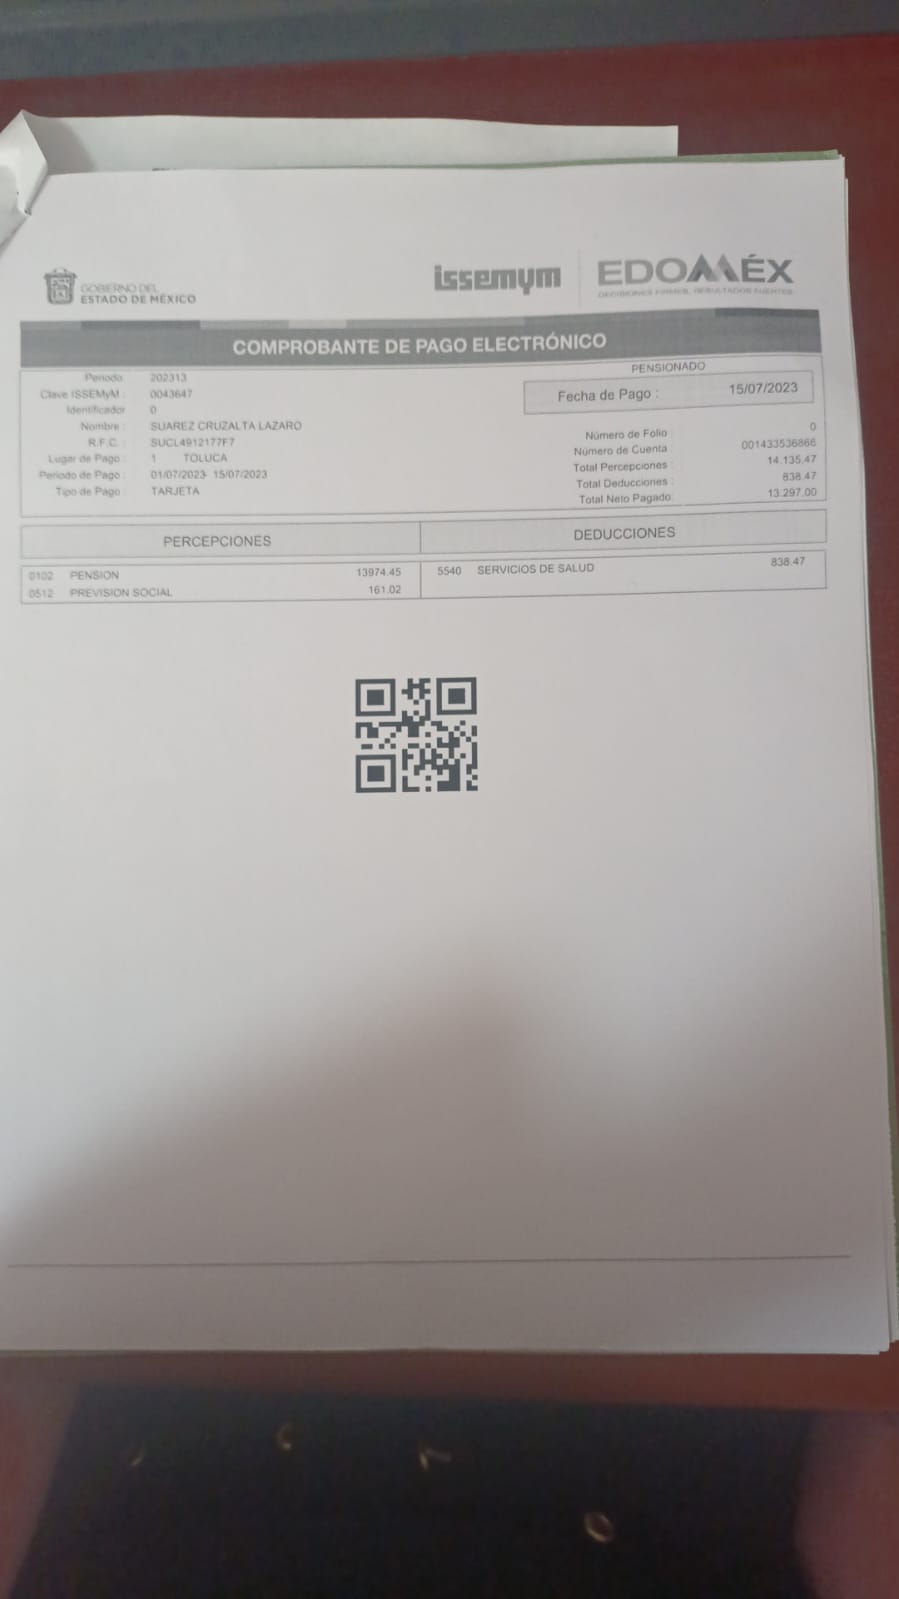 GOBIERNO DEL
ESTADO DE MÉXICO
issemym
EDOMÉX
DECISIONES FIRMES, RESULTADOS FUERTES.
COMPROBANTE DE PAGO ELECTRÓNICO
PENSIONADO
Periodo : 202313
Clave ISSEMyM : 0043647
Identificador 0
Nombre : SUAREZ CRUZALTA LAZARO
R.F.C. : SUCL4912177F7
Lugar de Pago : 1 TOLUCA
Periodo de Pago : 01/07/2023- 15/07/2023
Tipo de Pago : TARJETA
Fecha de Pago : 15/07/2023
Número de Folio : 0
Número de Cuenta : 001433536866
Total Percepciones : 14,135.47
Total Deducciones : 838.47
Total Neto Pagado: 13,297.00
PERCEPCIONES
DEDUCCIONES
0102 PENSION 13974.45
0512 PREVISION SOCIAL 161.02
5540 SERVICIOS DE SALUD 838.47